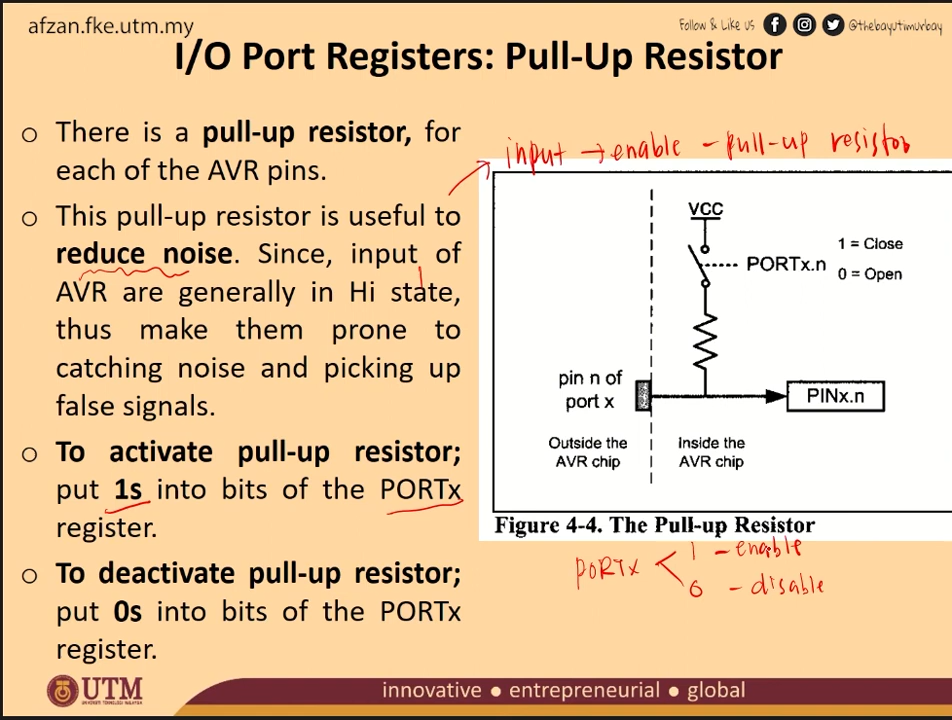 afzan.fke.utm.my
Follow & Like us
@thebayutimurbay
I/O Port Registers: Pull-Up Resistor
o There is a pull-up resistor, for
each of the AVR pins.
o This pull-up resistor is useful to
reduce noise. Since, input of
AVR are generally in Hi state,
thus make them prone to
catching noise and picking up
false signals.
o To activate pull-up resistor;
put 1s into bits of the PORTx
register.
o To deactivate pull-up resistor;
put 0s into bits of the PORTx
register.
input → enable - pull-up resistor
VCC
1 = Close
PORTx.n
0 = Open
pin n of
port x
PINx.n
Outside the
AVR chip
Inside the
AVR chip
Figure 4-4. The Pull-up Resistor
PORTx < 1 - enable
0 - disable
UTM
UNIVERSITI TEKNOLOGI MALAYSIA
innovative ● entrepreneurial ● global